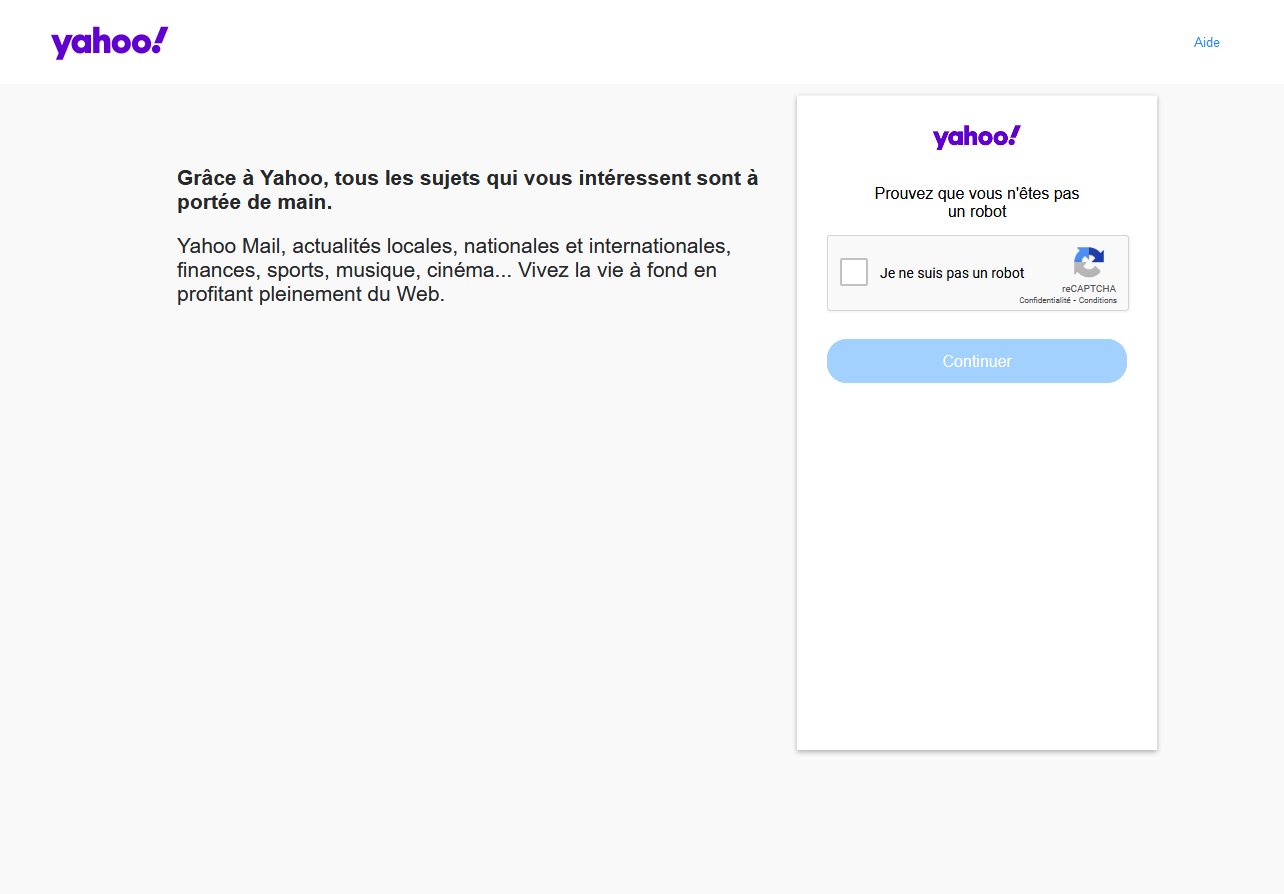 yahoo!
Aide
Grâce à Yahoo, tous les sujets qui vous intéressent sont à
portée de main.
Yahoo Mail, actualités locales, nationales et internationales,
finances, sports, musique, cinéma... Vivez la vie à fond en
profitant pleinement du Web.
yahoo!
Prouvez que vous n'êtes pas
un robot
Je ne suis pas un robot
reCAPTCHA
Confidentialité - Conditions
Continuer